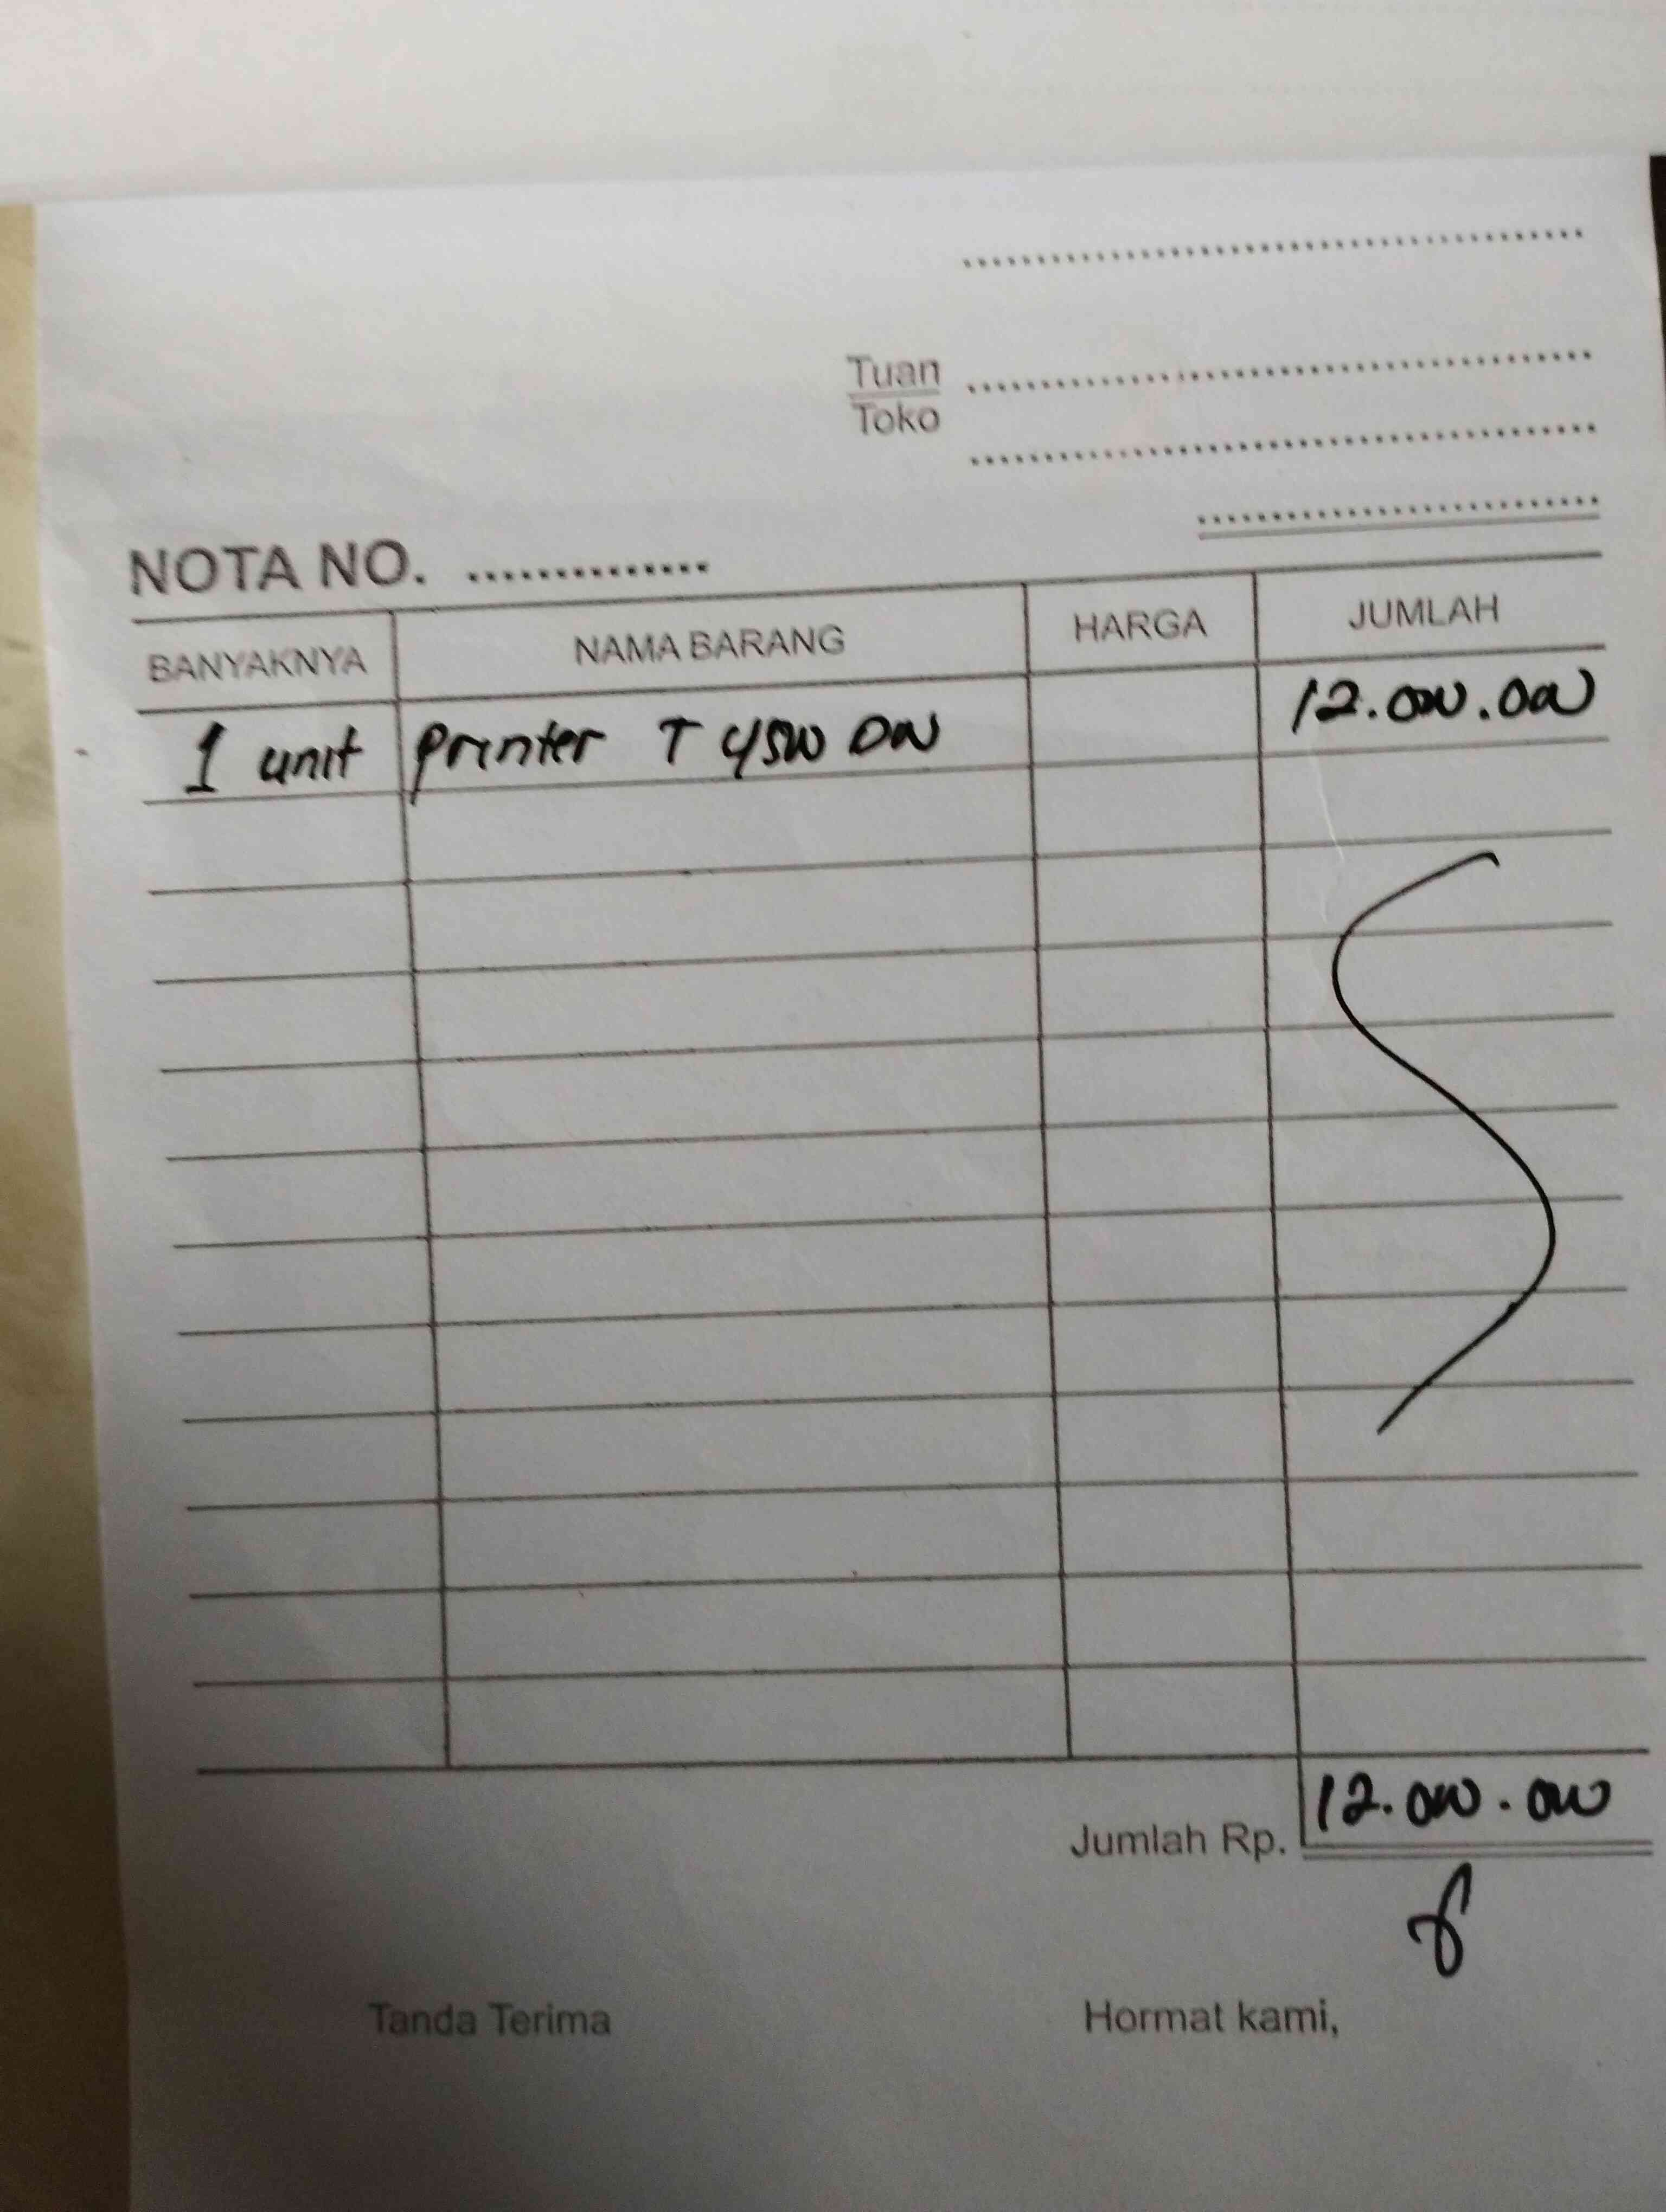 Tuan
Toko
NOTA NO. ..............
BANYAKNYA NAMA BARANG HARGA JUMLAH
1 unit Printer T 4500 DW 12.000.000
Jumlah Rp. 12.000.000
Tanda Terima Hormat kami,